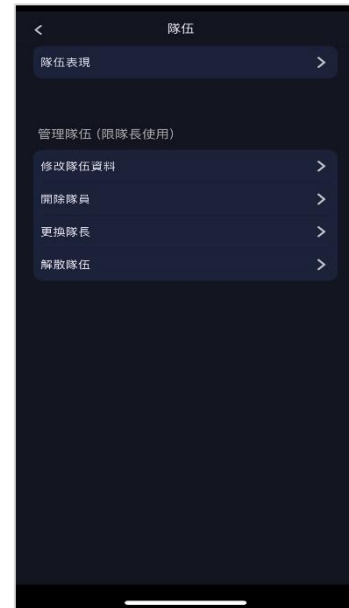 隊伍
隊伍表現
管理隊伍 (限隊長使用)
修改隊伍資料
開除隊員
更換隊長
解散隊伍